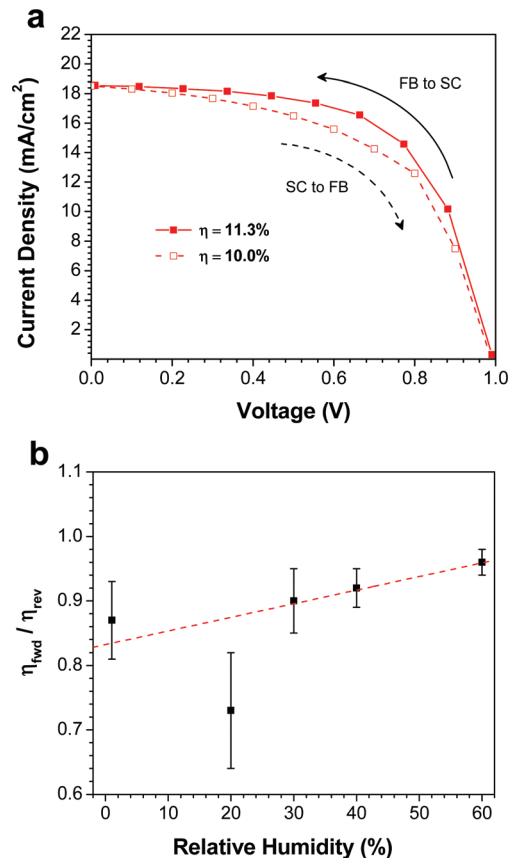 a
22
20
18
16
14
12
10
8
6
4
2
0.0 0.2 0.4 0.6 0.8 1.0
Current Density (mA/cm²)
Voltage (V)
FB to SC
SC to FB
η = 11.3%
η = 10.0%
b
1.1
1.0
0.9
0.8
0.7
0.6
0 10 20 30 40 50 60
η_fwd / η_rev
Relative Humidity (%)